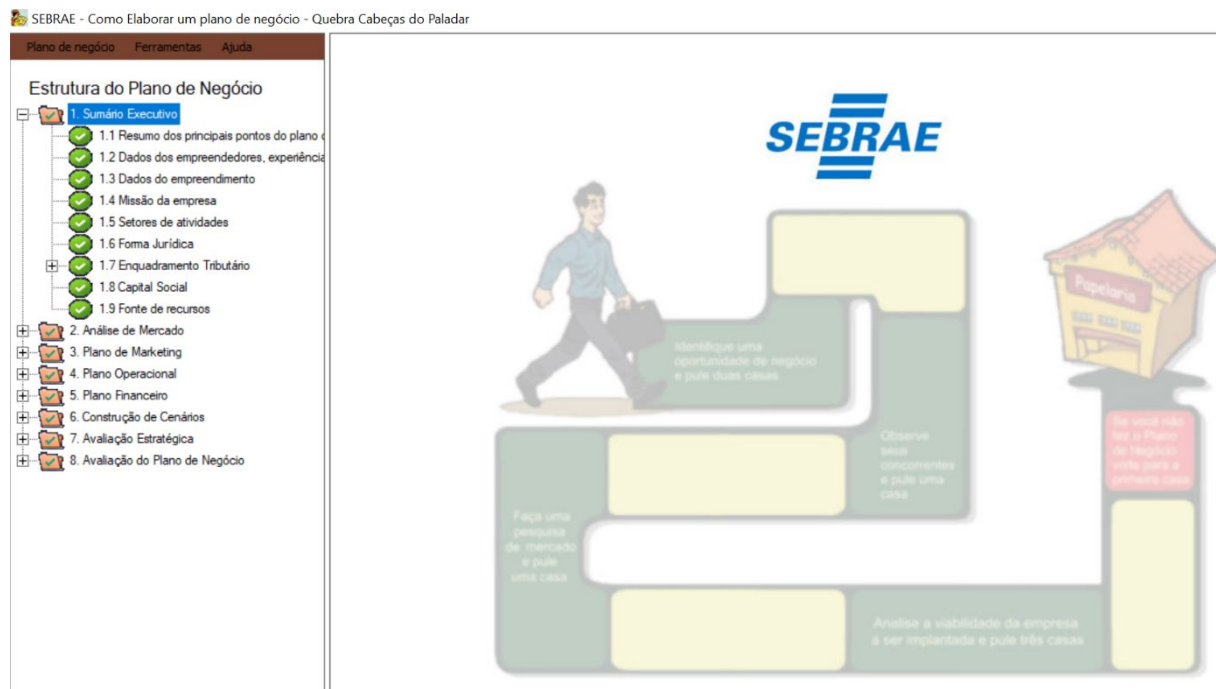 SEBRAE - Como Elaborar um plano de negócio - Quebra Cabeças do Paladar
Plano de negócio Ferramentas Ajuda
Estrutura do Plano de Negócio
1. Sumário Executivo
1.1 Resumo dos principais pontos do plano
1.2 Dados dos empreendedores, experiência
1.3 Dados do empreendimento
1.4 Missão da empresa
1.5 Setores de atividades
1.6 Forma Jurídica
1.7 Enquadramento Tributário
1.8 Capital Social
1.9 Fonte de recursos
2. Análise de Mercado
3. Plano de Marketing
4. Plano Operacional
5. Plano Financeiro
6. Construção de Cenários
7. Avaliação Estratégica
8. Avaliação do Plano de Negócio
SEBRAE
Papelaria
Identifique uma
oportunidade de negócio
e pule duas casas
Observe
seus
concorrentes
e pule uma
casa
Se você não
fez o Plano
de Negócio
volte para a
primeira casa
Faça uma
pesquisa
de mercado
e pule
uma casa
Analise a viabilidade da empresa
a ser implantada e pule três casas